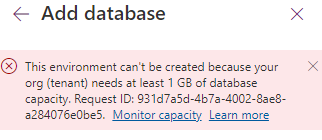 Add database
This environment can't be created because your
org (tenant) needs at least 1 GB of database
capacity. Request ID: 931d7a5d-4b7a-4002-8ae8-
a284076e0be5. Monitor capacity Learn more